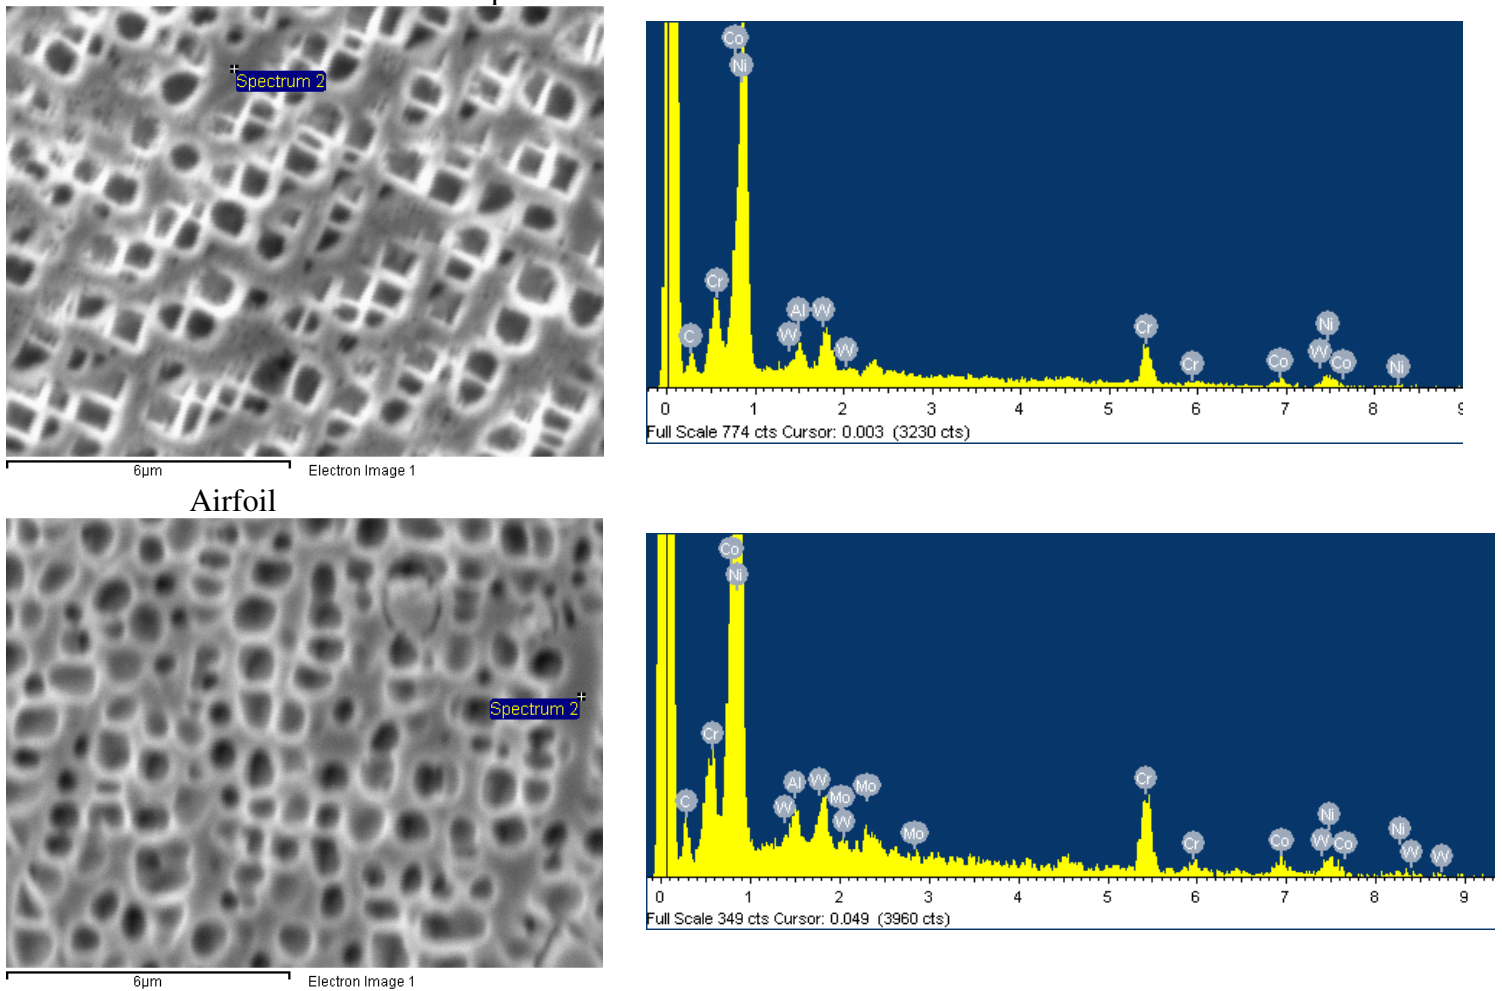 Spectrum 2
6µm Electron Image 1
Co
Ni
Cr
C
Al W
W
W
Cr
Cr
Ni
W
Co
Co
Ni
0 1 2 3 4 5 6 7 8
Full Scale 774 cts Cursor: 0.003 (3230 cts)
Airfoil
Spectrum 2
6µm Electron Image 1
Co
Ni
Cr
C
Al W
W
Mo
Mo
W
Mo
Cr
Cr
Co
Ni
W
Co
Ni
W
W
0 1 2 3 4 5 6 7 8 9
Full Scale 349 cts Cursor: 0.049 (3960 cts)